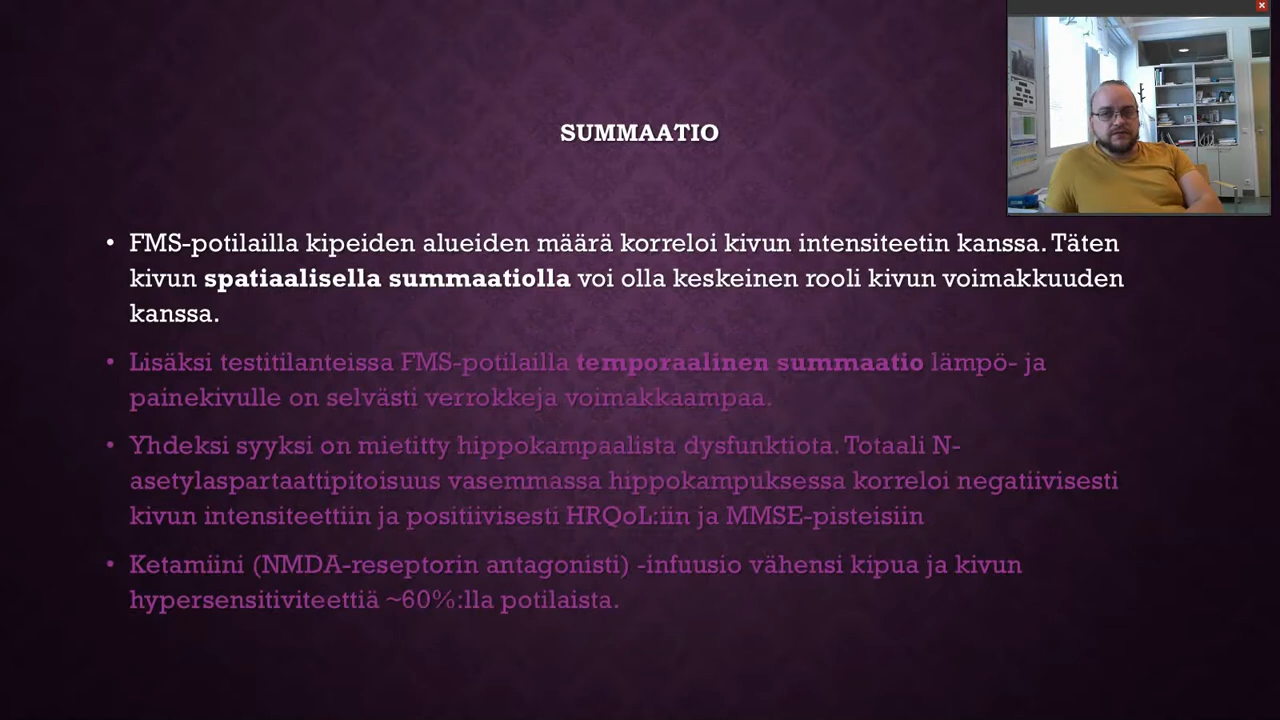 SUMMAATIO
• FMS-potilailla kipeiden alueiden määrä korreloi kivun intensiteetin kanssa. Täten
kivun spatiaalisella summaatiolla voi olla keskeinen rooli kivun voimakkuuden
kanssa.
• Lisäksi testitilanteissa FMS-potilailla temporaalinen summaatio lämpö- ja
painekivulle on selvästi verrokkeja voimakkaampaa.
• Yhdeksi syyksi on mietitty hippokampaalista dysfunktiota. Totaali N-
asetylaspartaattipitoisuus vasemmassa hippokampuksessa korreloi negatiivisesti
kivun intensiteettiin ja positiivisesti HRQoL:iin ja MMSE-pisteisiin
• Ketamiini (NMDA-reseptorin antagonisti) -infuusio vähensi kipua ja kivun
hypersensitiviteettiä ~60%:lla potilaista.